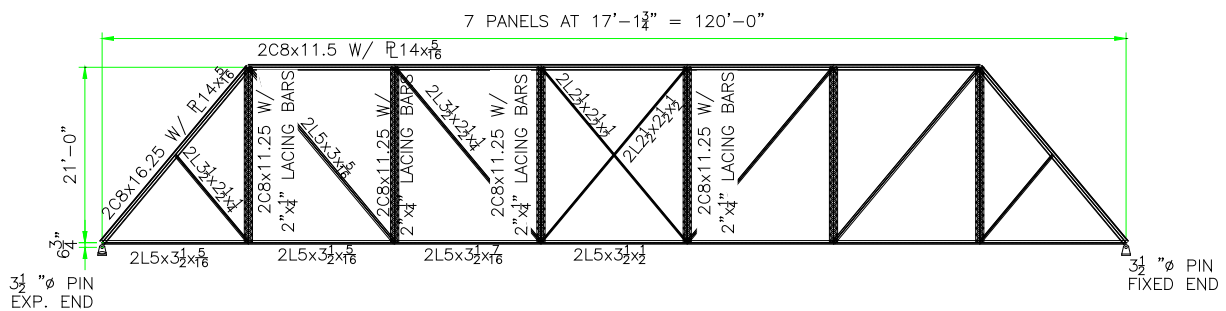 7 PANELS AT 17'-1¾" = 120'-0"
2C8x11.5 W/ ℄14x5/16
2C8x16.25 W/ ℄14x5/16
21'-0"
6¾"
2L3½x2½x¼
2C8x11.25 W/
2"x¼" LACING BARS
2L5x3x5/16
2C8x11.25 W/
2"x¼" LACING BARS
2L3½x2½x¼
2C8x11.25 W/
2"x¼" LACING BARS
2L2½x2½x¼
2L2½x2½x½
2C8x11.25 W/
2"x¼" LACING BARS
2L5x3½x5/16
2L5x3½x5/16
2L5x3½x7/16
2L5x3½x½
3½ "ø PIN
EXP. END
3½ "ø PIN
FIXED END